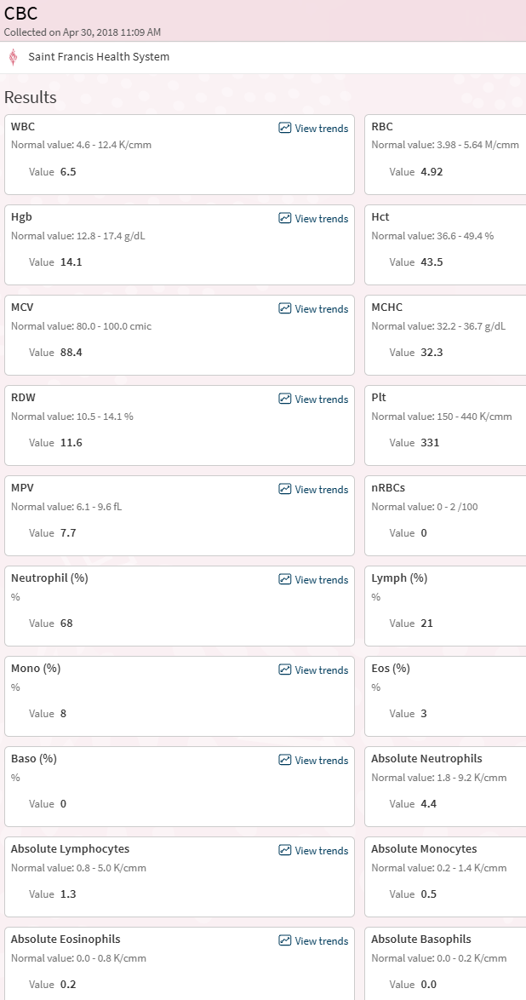 CBC
Collected on Apr 30, 2018 11:09 AM
Saint Francis Health System
Results
WBC
View trends
Normal value: 4.6 - 12.4 K/cmm
Value 6.5
RBC
Normal value: 3.98 - 5.64 M/cmm
Value 4.92
Hgb
View trends
Normal value: 12.8 - 17.4 g/dL
Value 14.1
Hct
Normal value: 36.6 - 49.4 %
Value 43.5
MCV
View trends
Normal value: 80.0 - 100.0 cmic
Value 88.4
MCHC
Normal value: 32.2 - 36.7 g/dL
Value 32.3
RDW
View trends
Normal value: 10.5 - 14.1 %
Value 11.6
Plt
Normal value: 150 - 440 K/cmm
Value 331
MPV
View trends
Normal value: 6.1 - 9.6 fL
Value 7.7
nRBCs
Normal value: 0 - 2 /100
Value 0
Neutrophil (%)
View trends
%
Value 68
Lymph (%)
%
Value 21
Mono (%)
View trends
%
Value 8
Eos (%)
%
Value 3
Baso (%)
View trends
%
Value 0
Absolute Neutrophils
Normal value: 1.8 - 9.2 K/cmm
Value 4.4
Absolute Lymphocytes
View trends
Normal value: 0.8 - 5.0 K/cmm
Value 1.3
Absolute Monocytes
Normal value: 0.2 - 1.4 K/cmm
Value 0.5
Absolute Eosinophils
View trends
Normal value: 0.0 - 0.8 K/cmm
Value 0.2
Absolute Basophils
Normal value: 0.0 - 0.2 K/cmm
Value 0.0